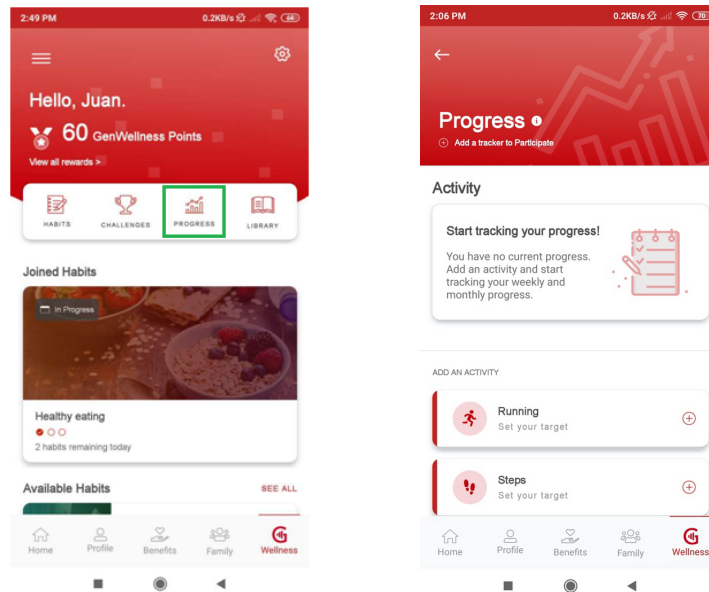 2:49 PM 0.2KB/s 68
Hello, Juan.
60 GenWellness Points
View all rewards >
HABITS CHALLENGES PROGRESS LIBRARY
Joined Habits
In Progress
Healthy eating
2 habits remaining today
Available Habits SEE ALL
Home Profile Benefits Family Wellness
2:06 PM 0.2KB/s 70
Progress
Add a tracker to Participate
Activity
Start tracking your progress!
You have no current progress.
Add an activity and start
tracking your weekly and
monthly progress.
ADD AN ACTIVITY
Running
Set your target
Steps
Set your target
Home Profile Benefits Family Wellness